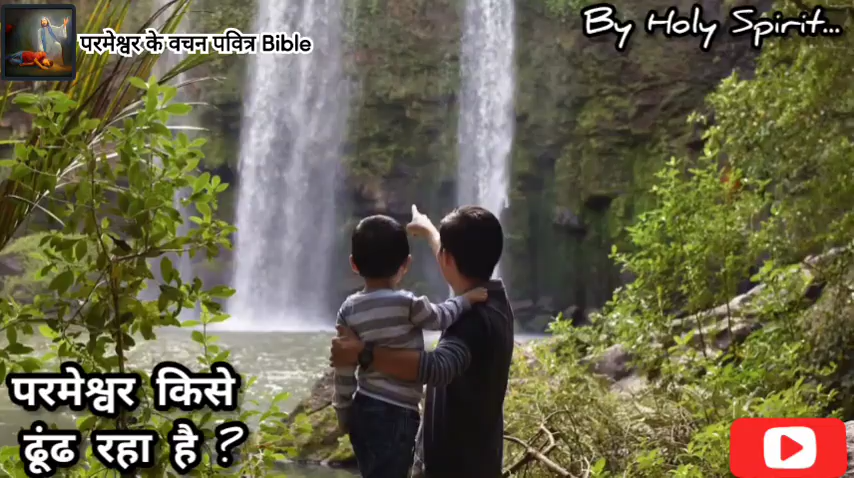 परमेश्वर के वचन पवित्र Bible
By Holy Spirit...
परमेश्वर किसे
ढूंढ रहा है ?